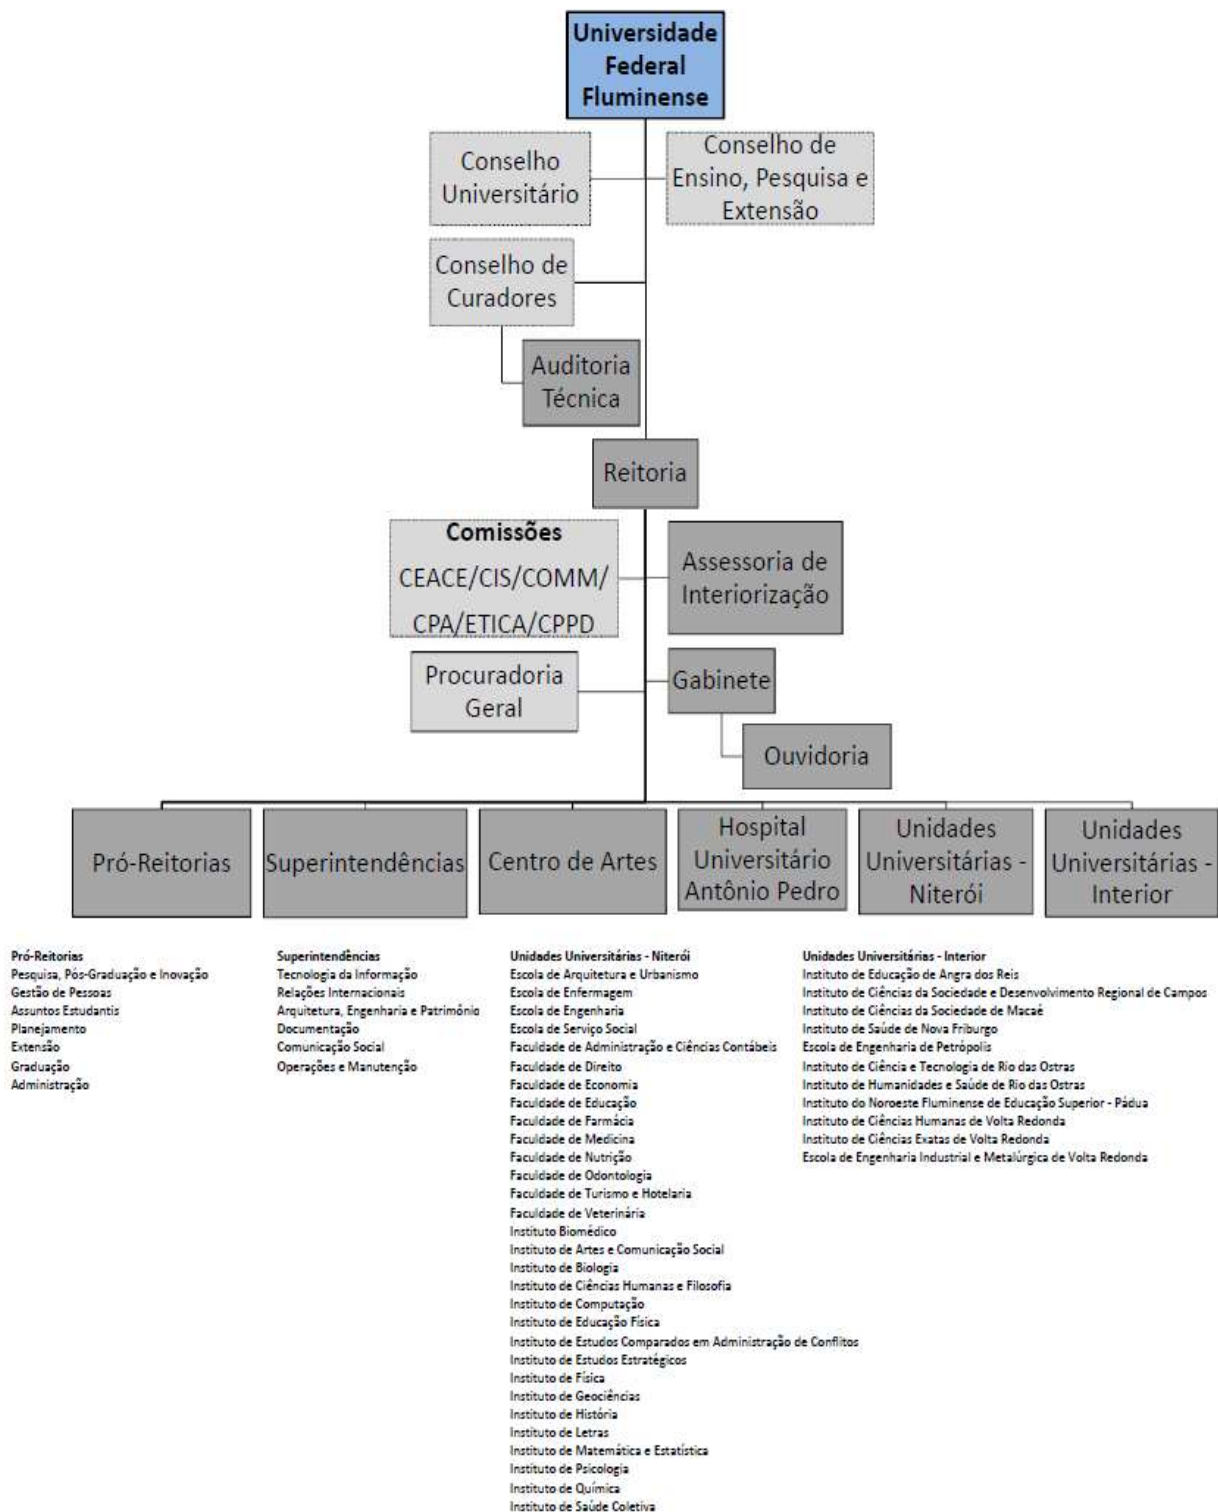 Universidade
Federal
Fluminense
Conselho
Universitário
Conselho de
Ensino, Pesquisa e
Extensão
Conselho de
Curadores
Auditoria
Técnica
Reitoria
Comissões
CEACE/CIS/COMM/
CPA/ETICA/CPPD
Assessoria de
Interiorização
Procuradoria
Geral
Gabinete
Ouvidoria
Pró-Reitorias
Superintendências
Centro de Artes
Hospital
Universitário
Antônio Pedro
Unidades
Universitárias -
Niterói
Unidades
Universitárias -
Interior
Pró-Reitorias
Pesquisa, Pós-Graduação e Inovação
Gestão de Pessoas
Assuntos Estudantis
Planejamento
Extensão
Graduação
Administração
Superintendências
Tecnologia da Informação
Relações Internacionais
Arquitetura, Engenharia e Patrimônio
Documentação
Comunicação Social
Operações e Manutenção
Unidades Universitárias - Niterói
Escola de Arquitetura e Urbanismo
Escola de Enfermagem
Escola de Engenharia
Escola de Serviço Social
Faculdade de Administração e Ciências Contábeis
Faculdade de Direito
Faculdade de Economia
Faculdade de Educação
Faculdade de Farmácia
Faculdade de Medicina
Faculdade de Nutrição
Faculdade de Odontologia
Faculdade de Turismo e Hotelaria
Faculdade de Veterinária
Instituto Biomédico
Instituto de Artes e Comunicação Social
Instituto de Biologia
Instituto de Ciências Humanas e Filosofia
Instituto de Computação
Instituto de Educação Física
Instituto de Estudos Comparados em Administração de Conflitos
Instituto de Estudos Estratégicos
Instituto de Física
Instituto de Geociências
Instituto de História
Instituto de Letras
Instituto de Matemática e Estatística
Instituto de Psicologia
Instituto de Química
Instituto de Saúde Coletiva
Unidades Universitárias - Interior
Instituto de Educação de Angra dos Reis
Instituto de Ciências da Sociedade e Desenvolvimento Regional de Campos
Instituto de Ciências da Sociedade de Macaé
Instituto de Saúde de Nova Friburgo
Escola de Engenharia de Petrópolis
Instituto de Ciência e Tecnologia de Rio das Ostras
Instituto de Humanidades e Saúde de Rio das Ostras
Instituto do Noroeste Fluminense de Educação Superior - Pádua
Instituto de Ciências Humanas de Volta Redonda
Instituto de Ciências Exatas de Volta Redonda
Escola de Engenharia Industrial e Metalúrgica de Volta Redonda